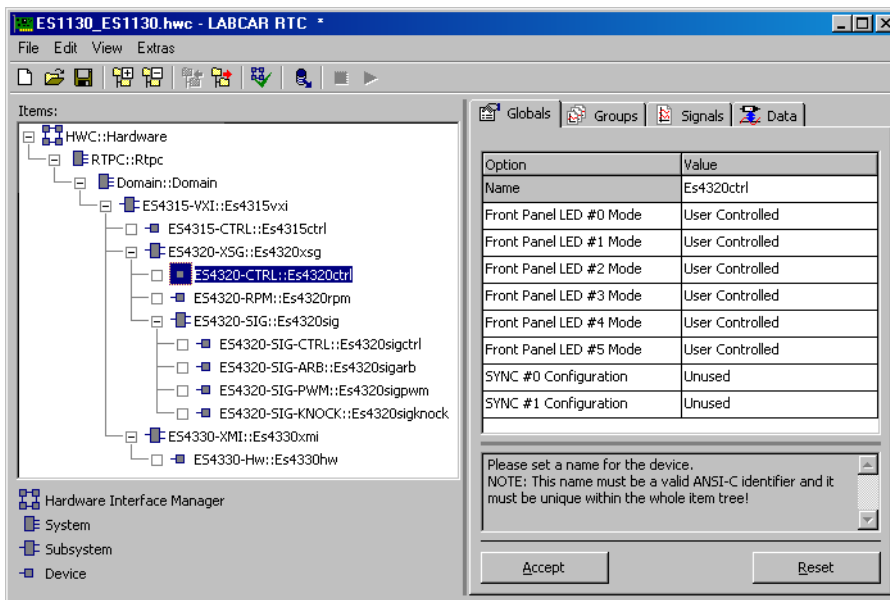 ES1130_ES1130.hwc - LABCAR RTC *
File Edit View Extras
Items:
HWC::Hardware
RTPC::Rtpc
Domain::Domain
ES4315-VXI::Es4315vxi
ES4315-CTRL::Es4315ctrl
ES4320-XSG::Es4320xsg
ES4320-CTRL::Es4320ctrl
ES4320-RPM::Es4320rpm
ES4320-SIG::Es4320sig
ES4320-SIG-CTRL::Es4320sigctrl
ES4320-SIG-ARB::Es4320sigarb
ES4320-SIG-PWM::Es4320sigpwm
ES4320-SIG-KNOCK::Es4320sigknock
ES4330-XMI::Es4330xmi
ES4330-Hw::Es4330hw
Hardware Interface Manager
System
Subsystem
Device
Globals Groups Signals Data
Option Value
Name Es4320ctrl
Front Panel LED #0 Mode User Controlled
Front Panel LED #1 Mode User Controlled
Front Panel LED #2 Mode User Controlled
Front Panel LED #3 Mode User Controlled
Front Panel LED #4 Mode User Controlled
Front Panel LED #5 Mode User Controlled
SYNC #0 Configuration Unused
SYNC #1 Configuration Unused
Please set a name for the device.
NOTE: This name must be a valid ANSI-C identifier and it
must be unique within the whole item tree!
Accept Reset